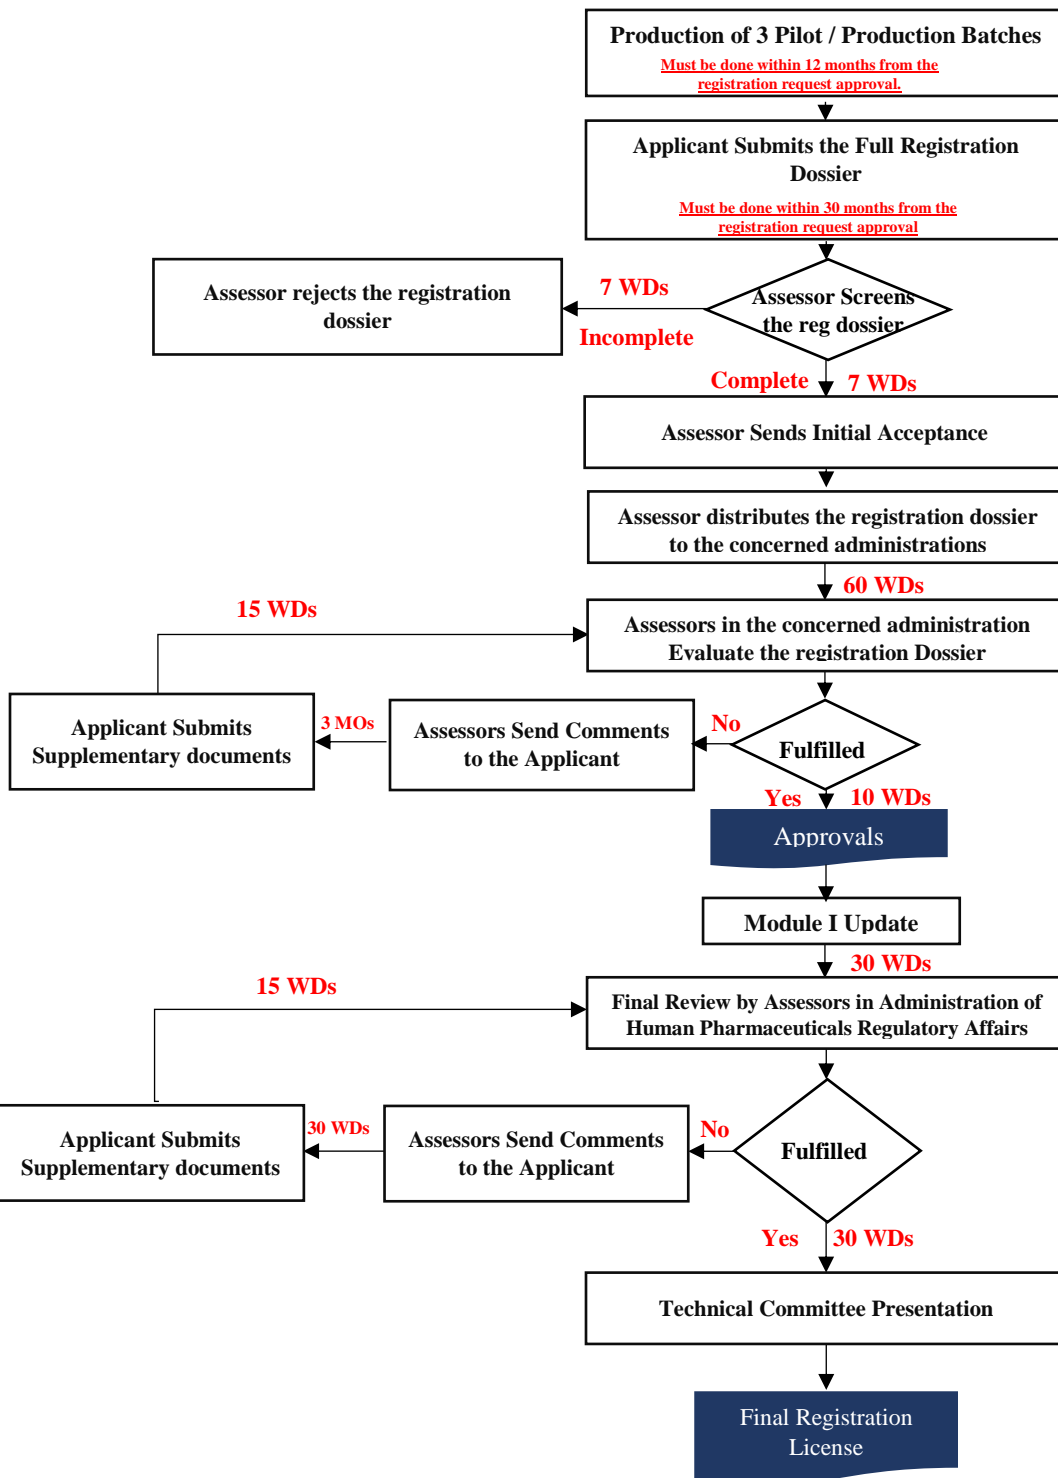 Production of 3 Pilot / Production Batches
Must be done within 12 months from the
registration request approval.
Applicant Submits the Full Registration
Dossier
Must be done within 30 months from the
registration request approval
Assessor rejects the registration
dossier
7 WDs
Incomplete
Assessor Screens
the reg dossier
Complete
7 WDs
Assessor Sends Initial Acceptance
Assessor distributes the registration dossier
to the concerned administrations
60 WDs
15 WDs
Assessors in the concerned administration
Evaluate the registration Dossier
Applicant Submits
Supplementary documents
3 MOs
Assessors Send Comments
to the Applicant
No
Fulfilled
Yes
10 WDs
Approvals
Module I Update
30 WDs
15 WDs
Final Review by Assessors in Administration of
Human Pharmaceuticals Regulatory Affairs
Applicant Submits
Supplementary documents
30 WDs
Assessors Send Comments
to the Applicant
No
Fulfilled
Yes
30 WDs
Technical Committee Presentation
Final Registration
License